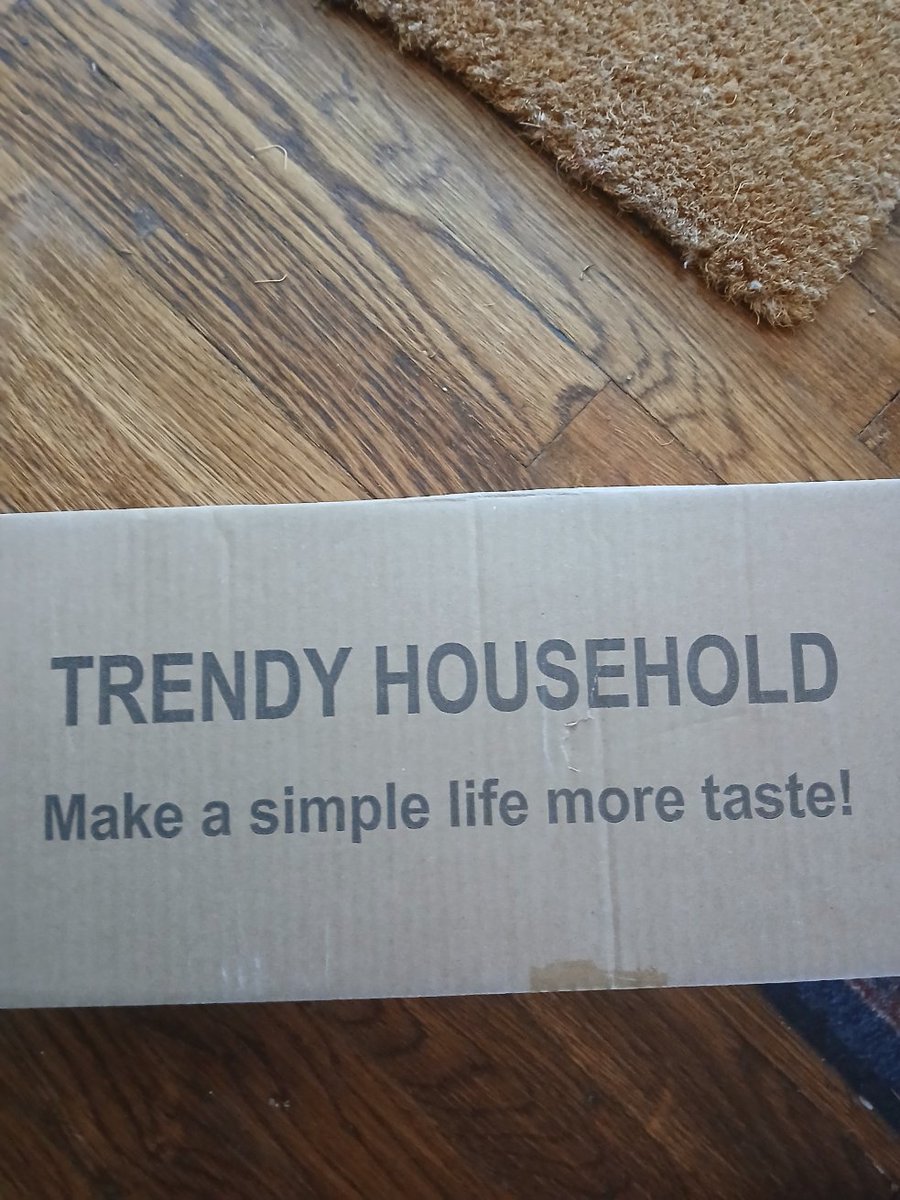 TRENDY HOUSEHOLD
Make a simple life more taste!